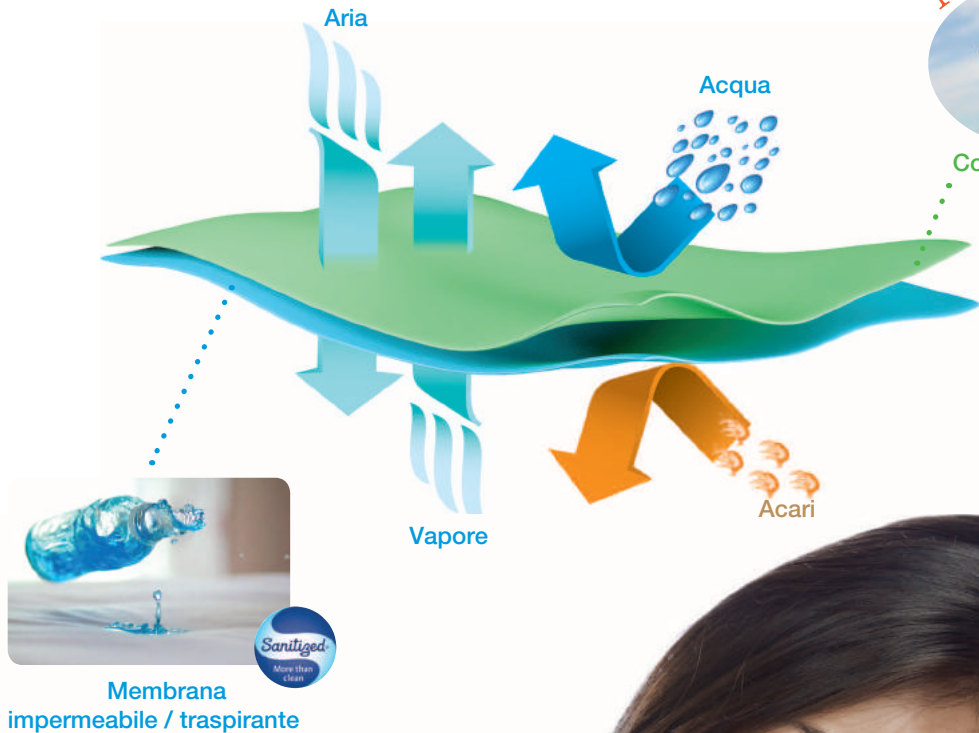 Aria
Acqua
Vapore
Acari
Sanitized
More than
clean
Membrana
impermeabile / traspirante